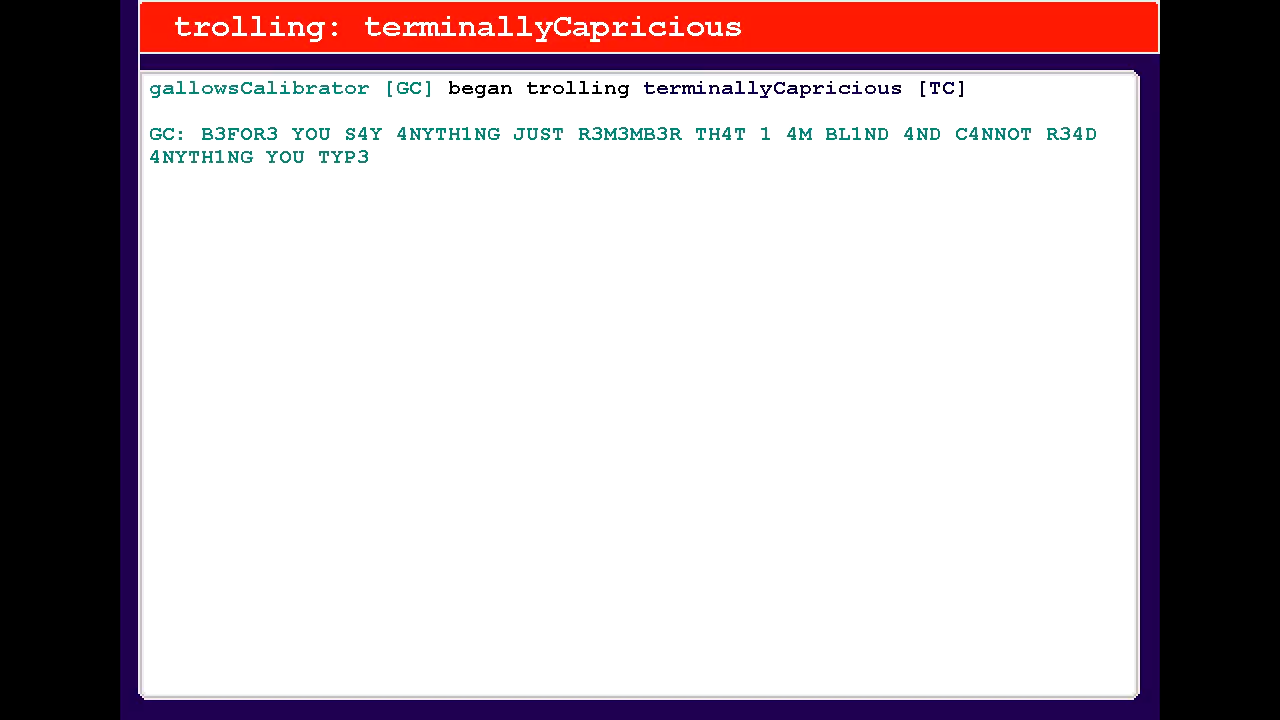 trolling: terminallyCapricious
gallowsCalibrator [GC] began trolling terminallyCapricious [TC]
GC: B3FOR3 YOU S4Y 4NYTH1NG JUST R3M3MB3R TH4T 1 4M BL1ND 4ND C4NNOT R34D
4NYTH1NG YOU TYP3